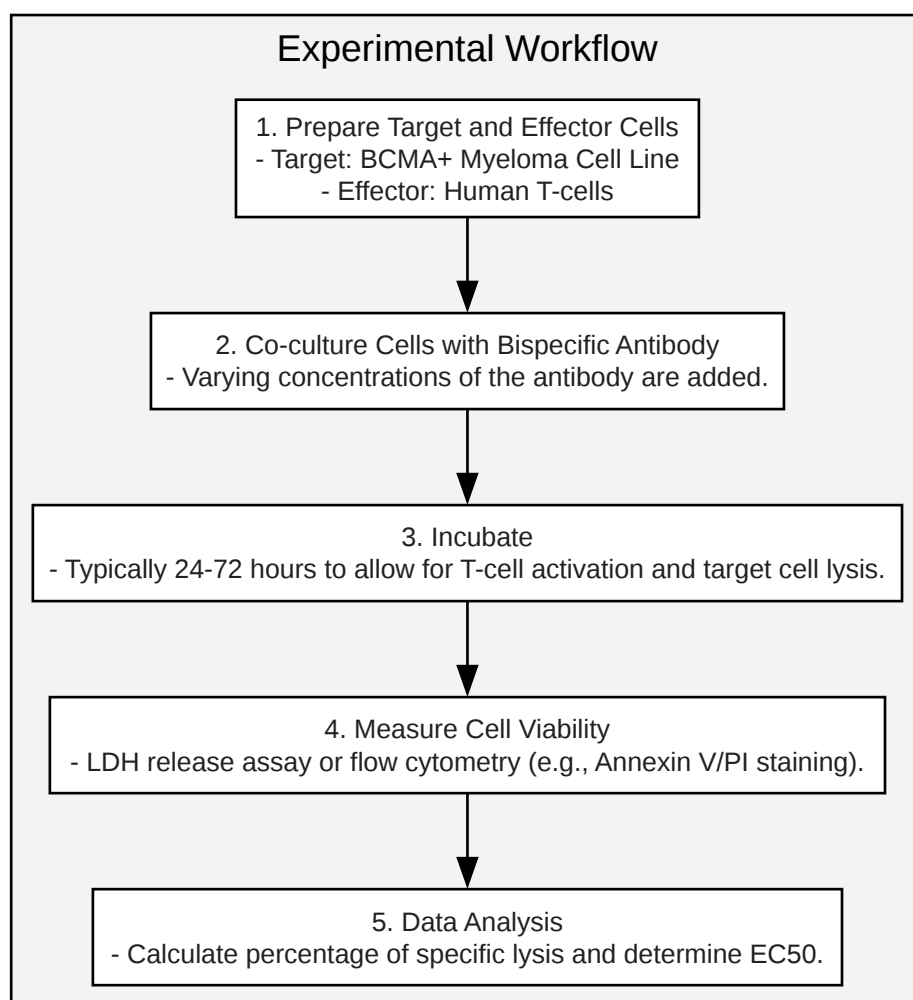 Experimental Workflow
1. Prepare Target and Effector Cells
- Target: BCMA+ Myeloma Cell Line
- Effector: Human T-cells
2. Co-culture Cells with Bispecific Antibody
- Varying concentrations of the antibody are added.
3. Incubate
- Typically 24-72 hours to allow for T-cell activation and target cell lysis.
4. Measure Cell Viability
- LDH release assay or flow cytometry (e.g., Annexin V/PI staining).
5. Data Analysis
- Calculate percentage of specific lysis and determine EC50.